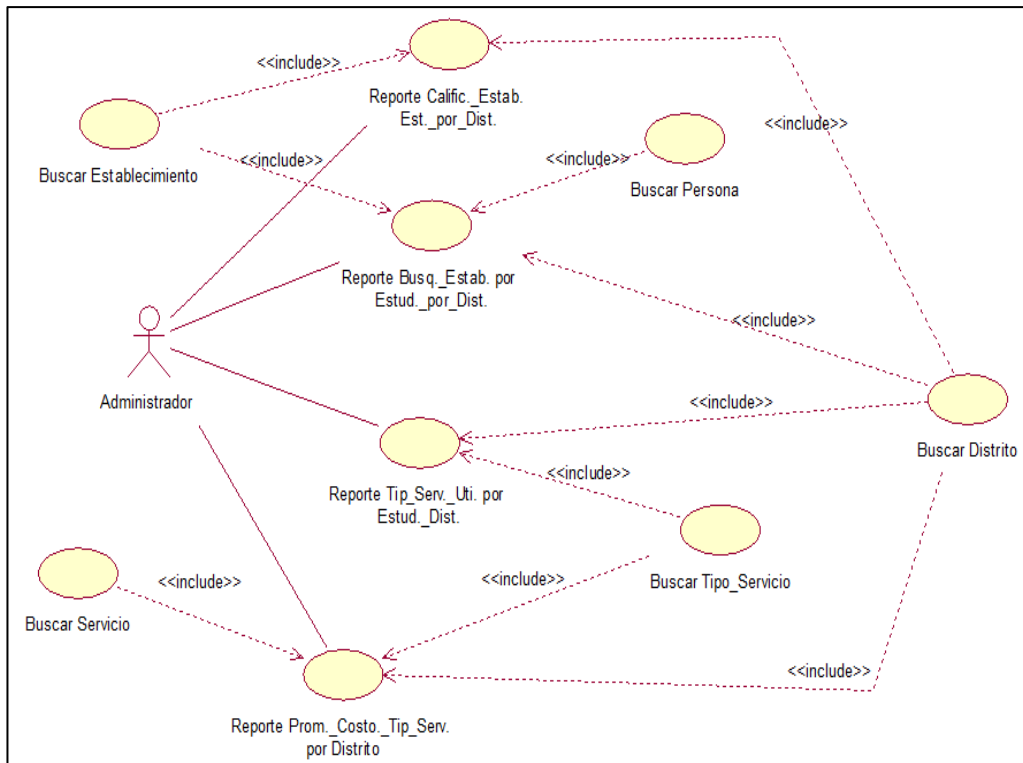 <<include>>
Reporte Calific._Estab.
Est._por_Dist.
<<include>>
Buscar Establecimiento
<<include>>
<<include>>
Buscar Persona
Reporte Busq._Estab. por
Estud._por_Dist.
<<include>>
Administrador
<<include>>
Buscar Distrito
Reporte Tip_Serv._Uti. por
Estud._Dist.
<<include>>
Buscar Tipo_Servicio
<<include>>
<<include>>
Buscar Servicio
<<include>>
Reporte Prom._Costo._Tip_Serv.
por Distrito